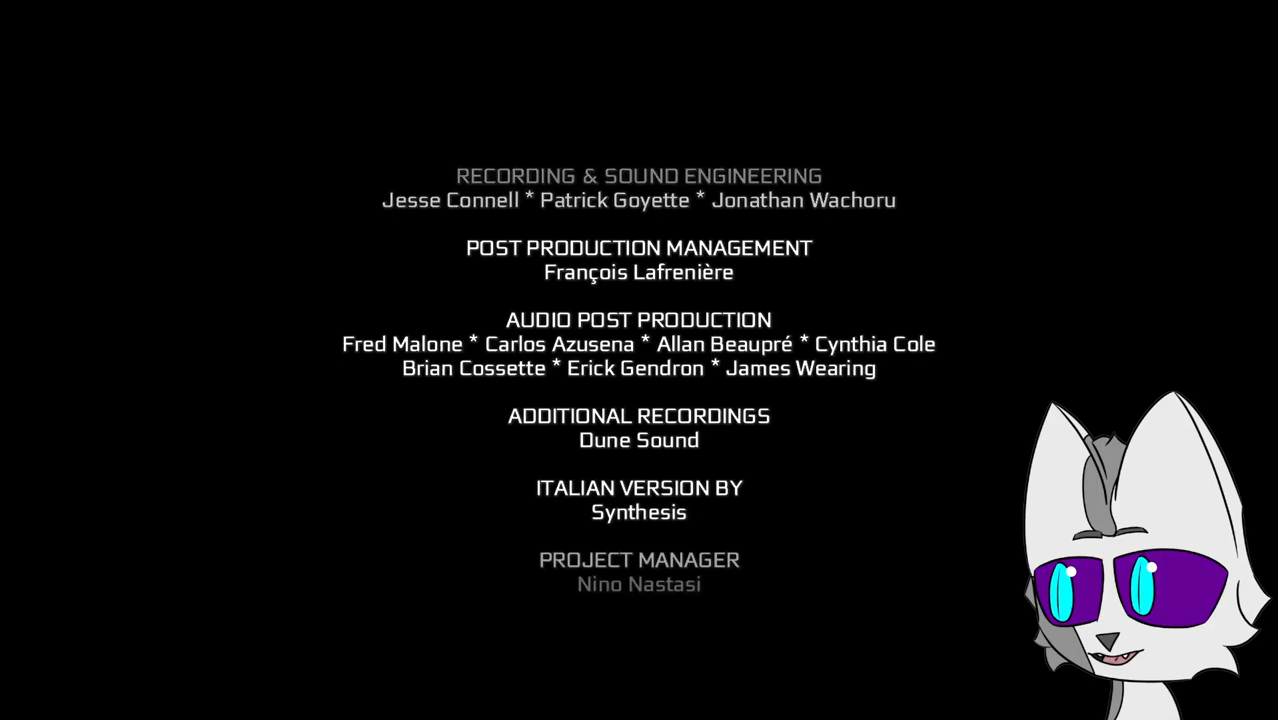 RECORDING & SOUND ENGINEERING
Jesse Connell * Patrick Goyette * Jonathan Wachoru
POST PRODUCTION MANAGEMENT
François Lafrenière
AUDIO POST PRODUCTION
Fred Malone * Carlos Azusena * Allan Beaupré * Cynthia Cole
Brian Cossette * Erick Gendron * James Wearing
ADDITIONAL RECORDINGS
Dune Sound
ITALIAN VERSION BY
Synthesis
PROJECT MANAGER
Nino Nastasi